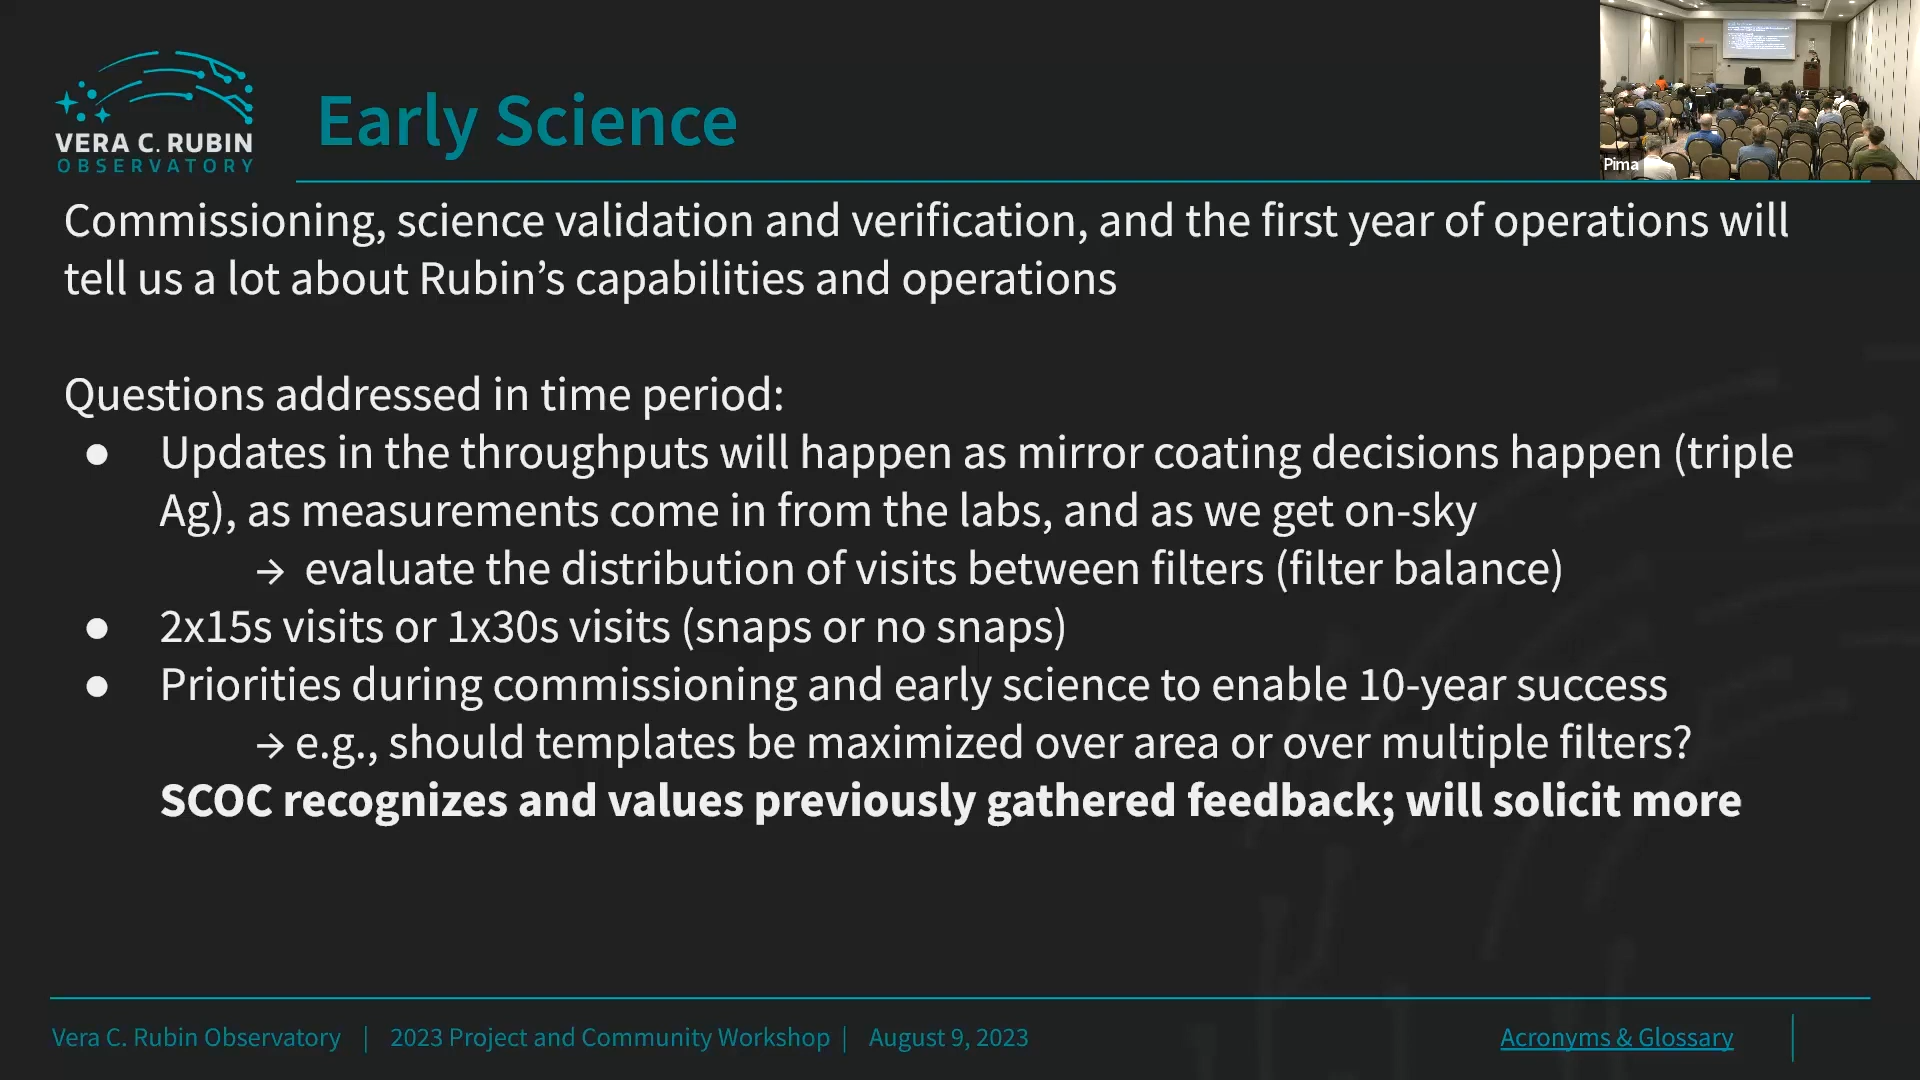 VERA C. RUBIN
OBSERVATORY
Early Science
Pima
Commissioning, science validation and verification, and the first year of operations will
tell us a lot about Rubin’s capabilities and operations
Questions addressed in time period:
● Updates in the throughputs will happen as mirror coating decisions happen (triple
Ag), as measurements come in from the labs, and as we get on-sky
→ evaluate the distribution of visits between filters (filter balance)
● 2x15s visits or 1x30s visits (snaps or no snaps)
● Priorities during commissioning and early science to enable 10-year success
→ e.g., should templates be maximized over area or over multiple filters?
SCOC recognizes and values previously gathered feedback; will solicit more
Vera C. Rubin Observatory | 2023 Project and Community Workshop | August 9, 2023
Acronyms & Glossary